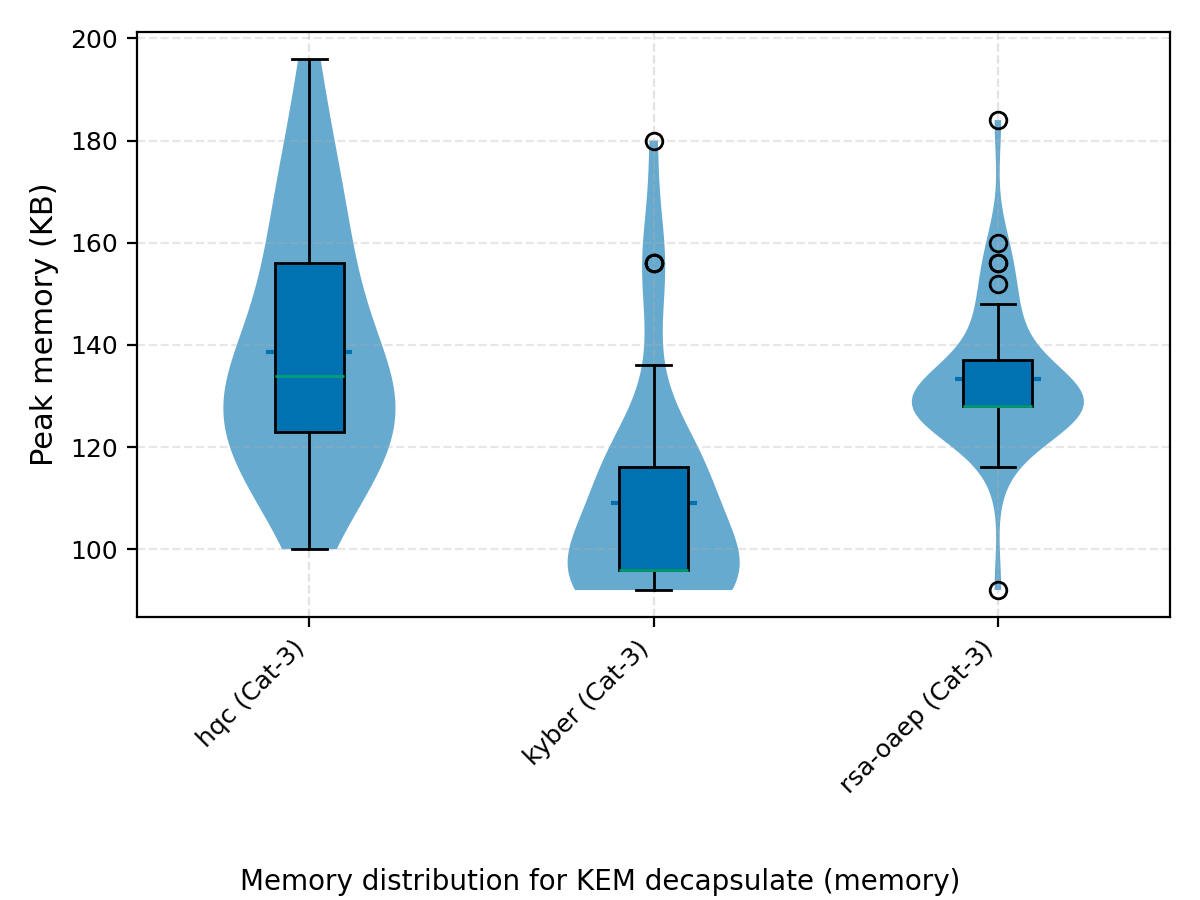 200
180
160
140
120
100
Peak memory (KB)
hqc (Cat-3)
kyber (Cat-3)
rsa-oaep (Cat-3)
Memory distribution for KEM decapsulate (memory)